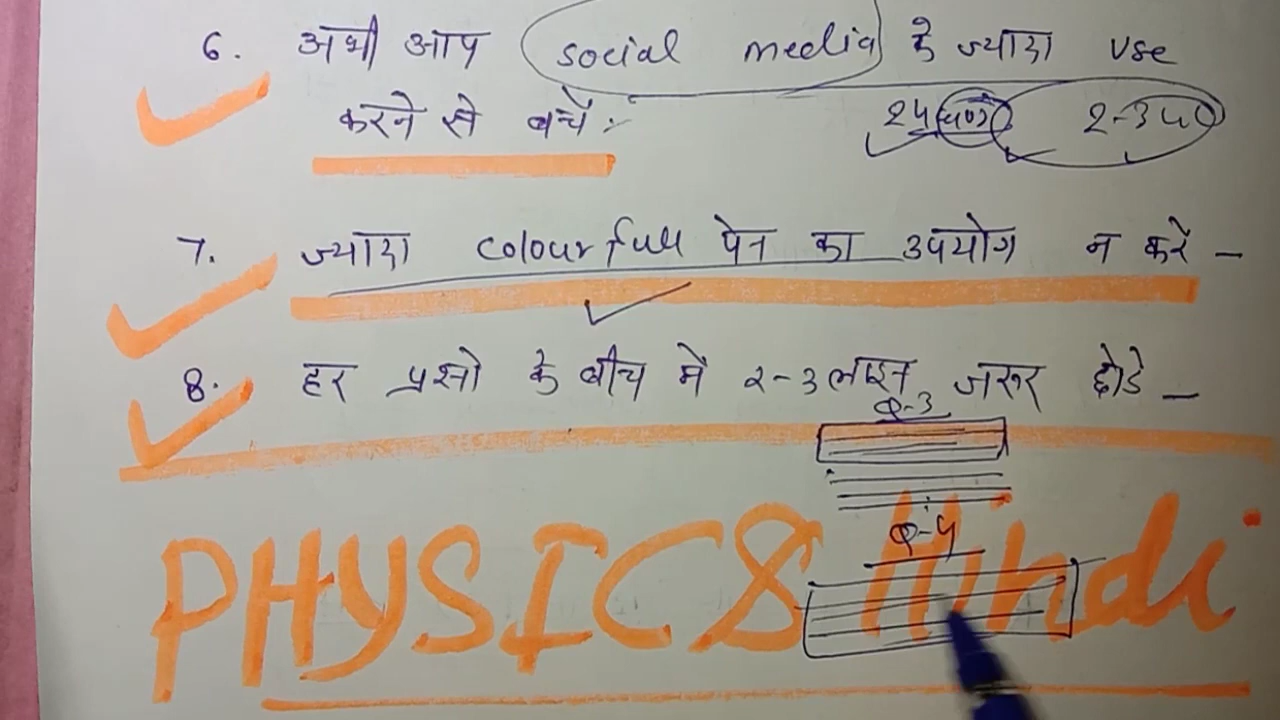 6. अभी आप social media के ज्यादा use
करने से बचें :-
24 घण्टे 2-3 घ०
7. ज्यादा colourfull पेन का उपयोग न करें -
8. हर प्रश्नो के बीच में 2-3 लाइन जरूर छोडे -
Q-3
Q-4
PHYSICS Hindi